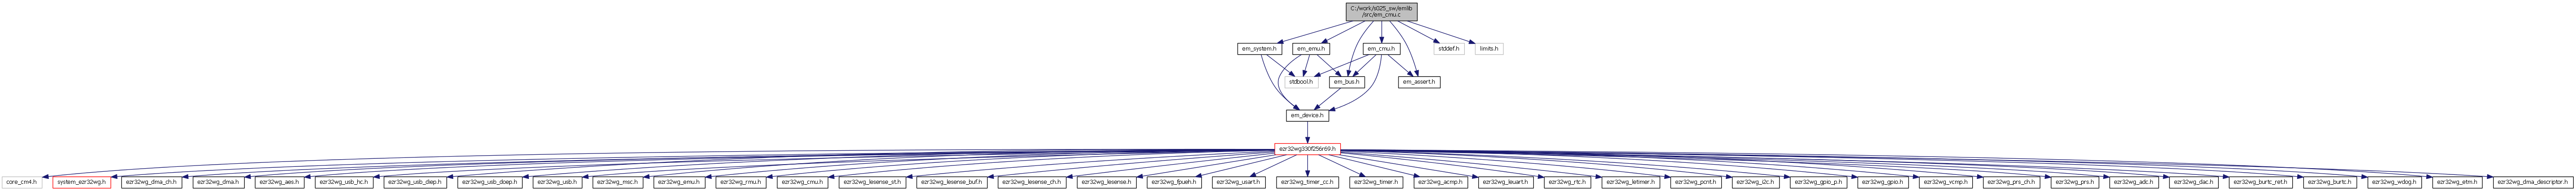 C:/work/s025_sw/emlib
/src/em_cmu.c
em_system.h
em_emu.h
em_cmu.h
stddef.h
limits.h
stdbool.h
em_bus.h
em_assert.h
em_device.h
ezr32wg330f256r69.h
core_cm4.h
system_ezr32wg.h
ezr32wg_dma_ch.h
ezr32wg_dma.h
ezr32wg_aes.h
ezr32wg_usb_hc.h
ezr32wg_usb_diep.h
ezr32wg_usb_doep.h
ezr32wg_usb.h
ezr32wg_msc.h
ezr32wg_emu.h
ezr32wg_rmu.h
ezr32wg_cmu.h
ezr32wg_lesense_st.h
ezr32wg_lesense_buf.h
ezr32wg_lesense_ch.h
ezr32wg_lesense.h
ezr32wg_fpueh.h
ezr32wg_usart.h
ezr32wg_timer_cc.h
ezr32wg_timer.h
ezr32wg_acmp.h
ezr32wg_leuart.h
ezr32wg_rtc.h
ezr32wg_letimer.h
ezr32wg_pcnt.h
ezr32wg_i2c.h
ezr32wg_gpio_p.h
ezr32wg_gpio.h
ezr32wg_vcmp.h
ezr32wg_prs_ch.h
ezr32wg_prs.h
ezr32wg_adc.h
ezr32wg_dac.h
ezr32wg_burtc_ret.h
ezr32wg_burtc.h
ezr32wg_wdog.h
ezr32wg_etm.h
ezr32wg_dma_descriptor.h